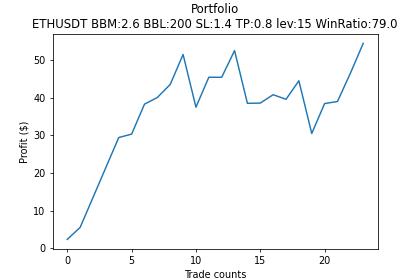 Portfolio
ETHUSDT BBM:2.6 BBL:200 SL:1.4 TP:0.8 lev:15 WinRatio:79.0
50
40
30
20
10
0
Profit ($)
0 5 10 15 20
Trade counts